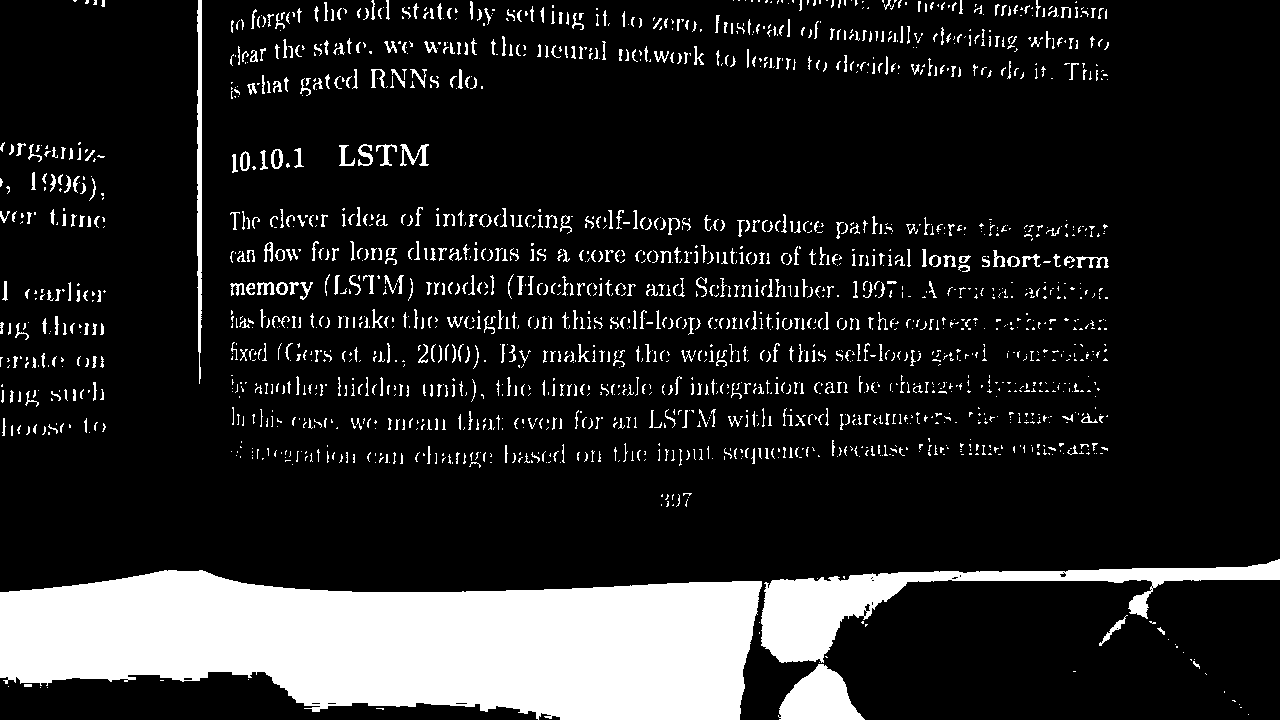 organiz-
1996),
ver time
l earlier
ng them
erate on
ing such
hoose to
we need a mechanism
to forget the old state by setting it to zero. Instead of manually deciding when to
clear the state, we want the neural network to learn to decide when to do it. This
is what gated RNNs do.
10.10.1 LSTM
The clever idea of introducing self-loops to produce paths where the gradient
can flow for long durations is a core contribution of the initial long short-term
memory (LSTM) model (Hochreiter and Schmidhuber, 1997). A crucial addition
has been to make the weight on this self-loop conditioned on the context, rather than
fixed (Gers et al., 2000). By making the weight of this self-loop gated (controlled
by another hidden unit), the time scale of integration can be changed dynamically.
In this case, we mean that even for an LSTM with fixed parameters, the time scale
of integration can change based on the input sequence, because the time constants
397